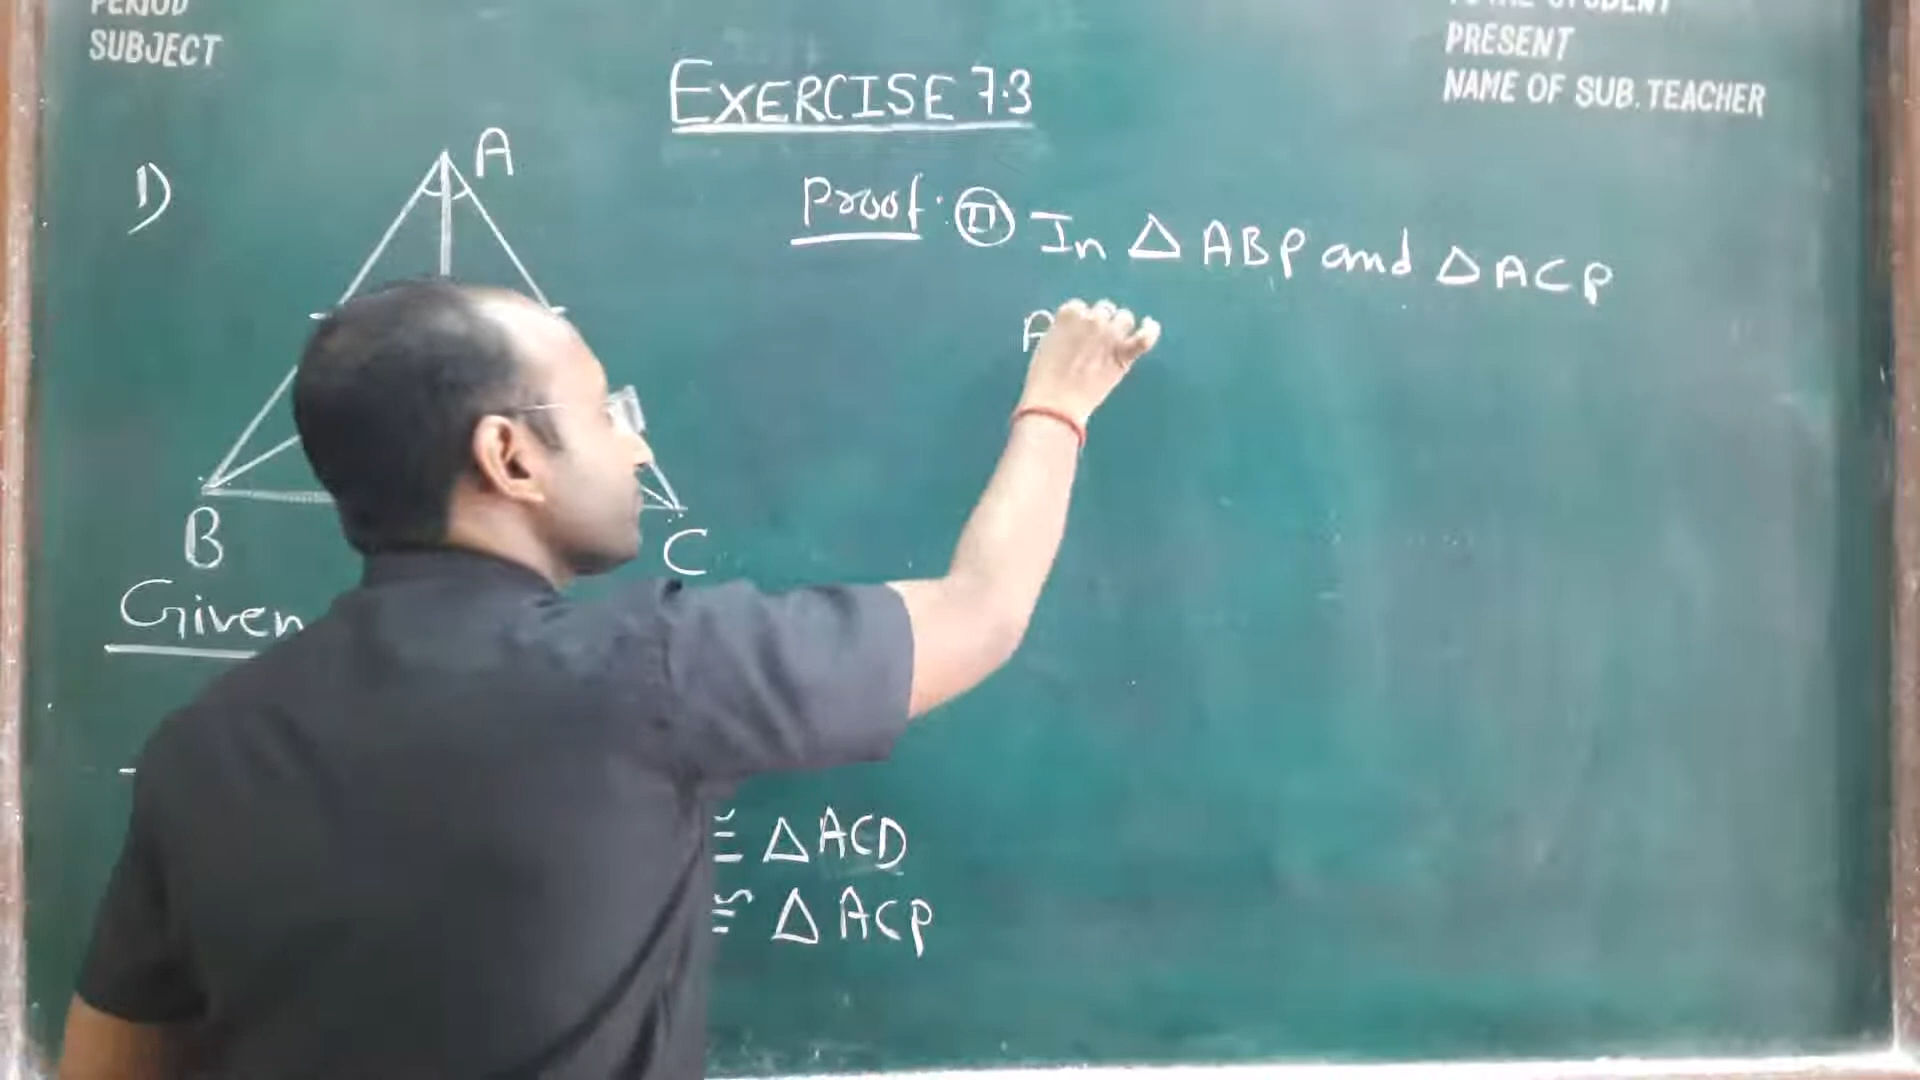 PERIOD
SUBJECT
PRESENT
NAME OF SUB. TEACHER
EXERCISE 7.3
1)
A
Proof: II In △ ABP and △ ACP
A
B
C
Given
≅ △ ACD
≅ △ ACP